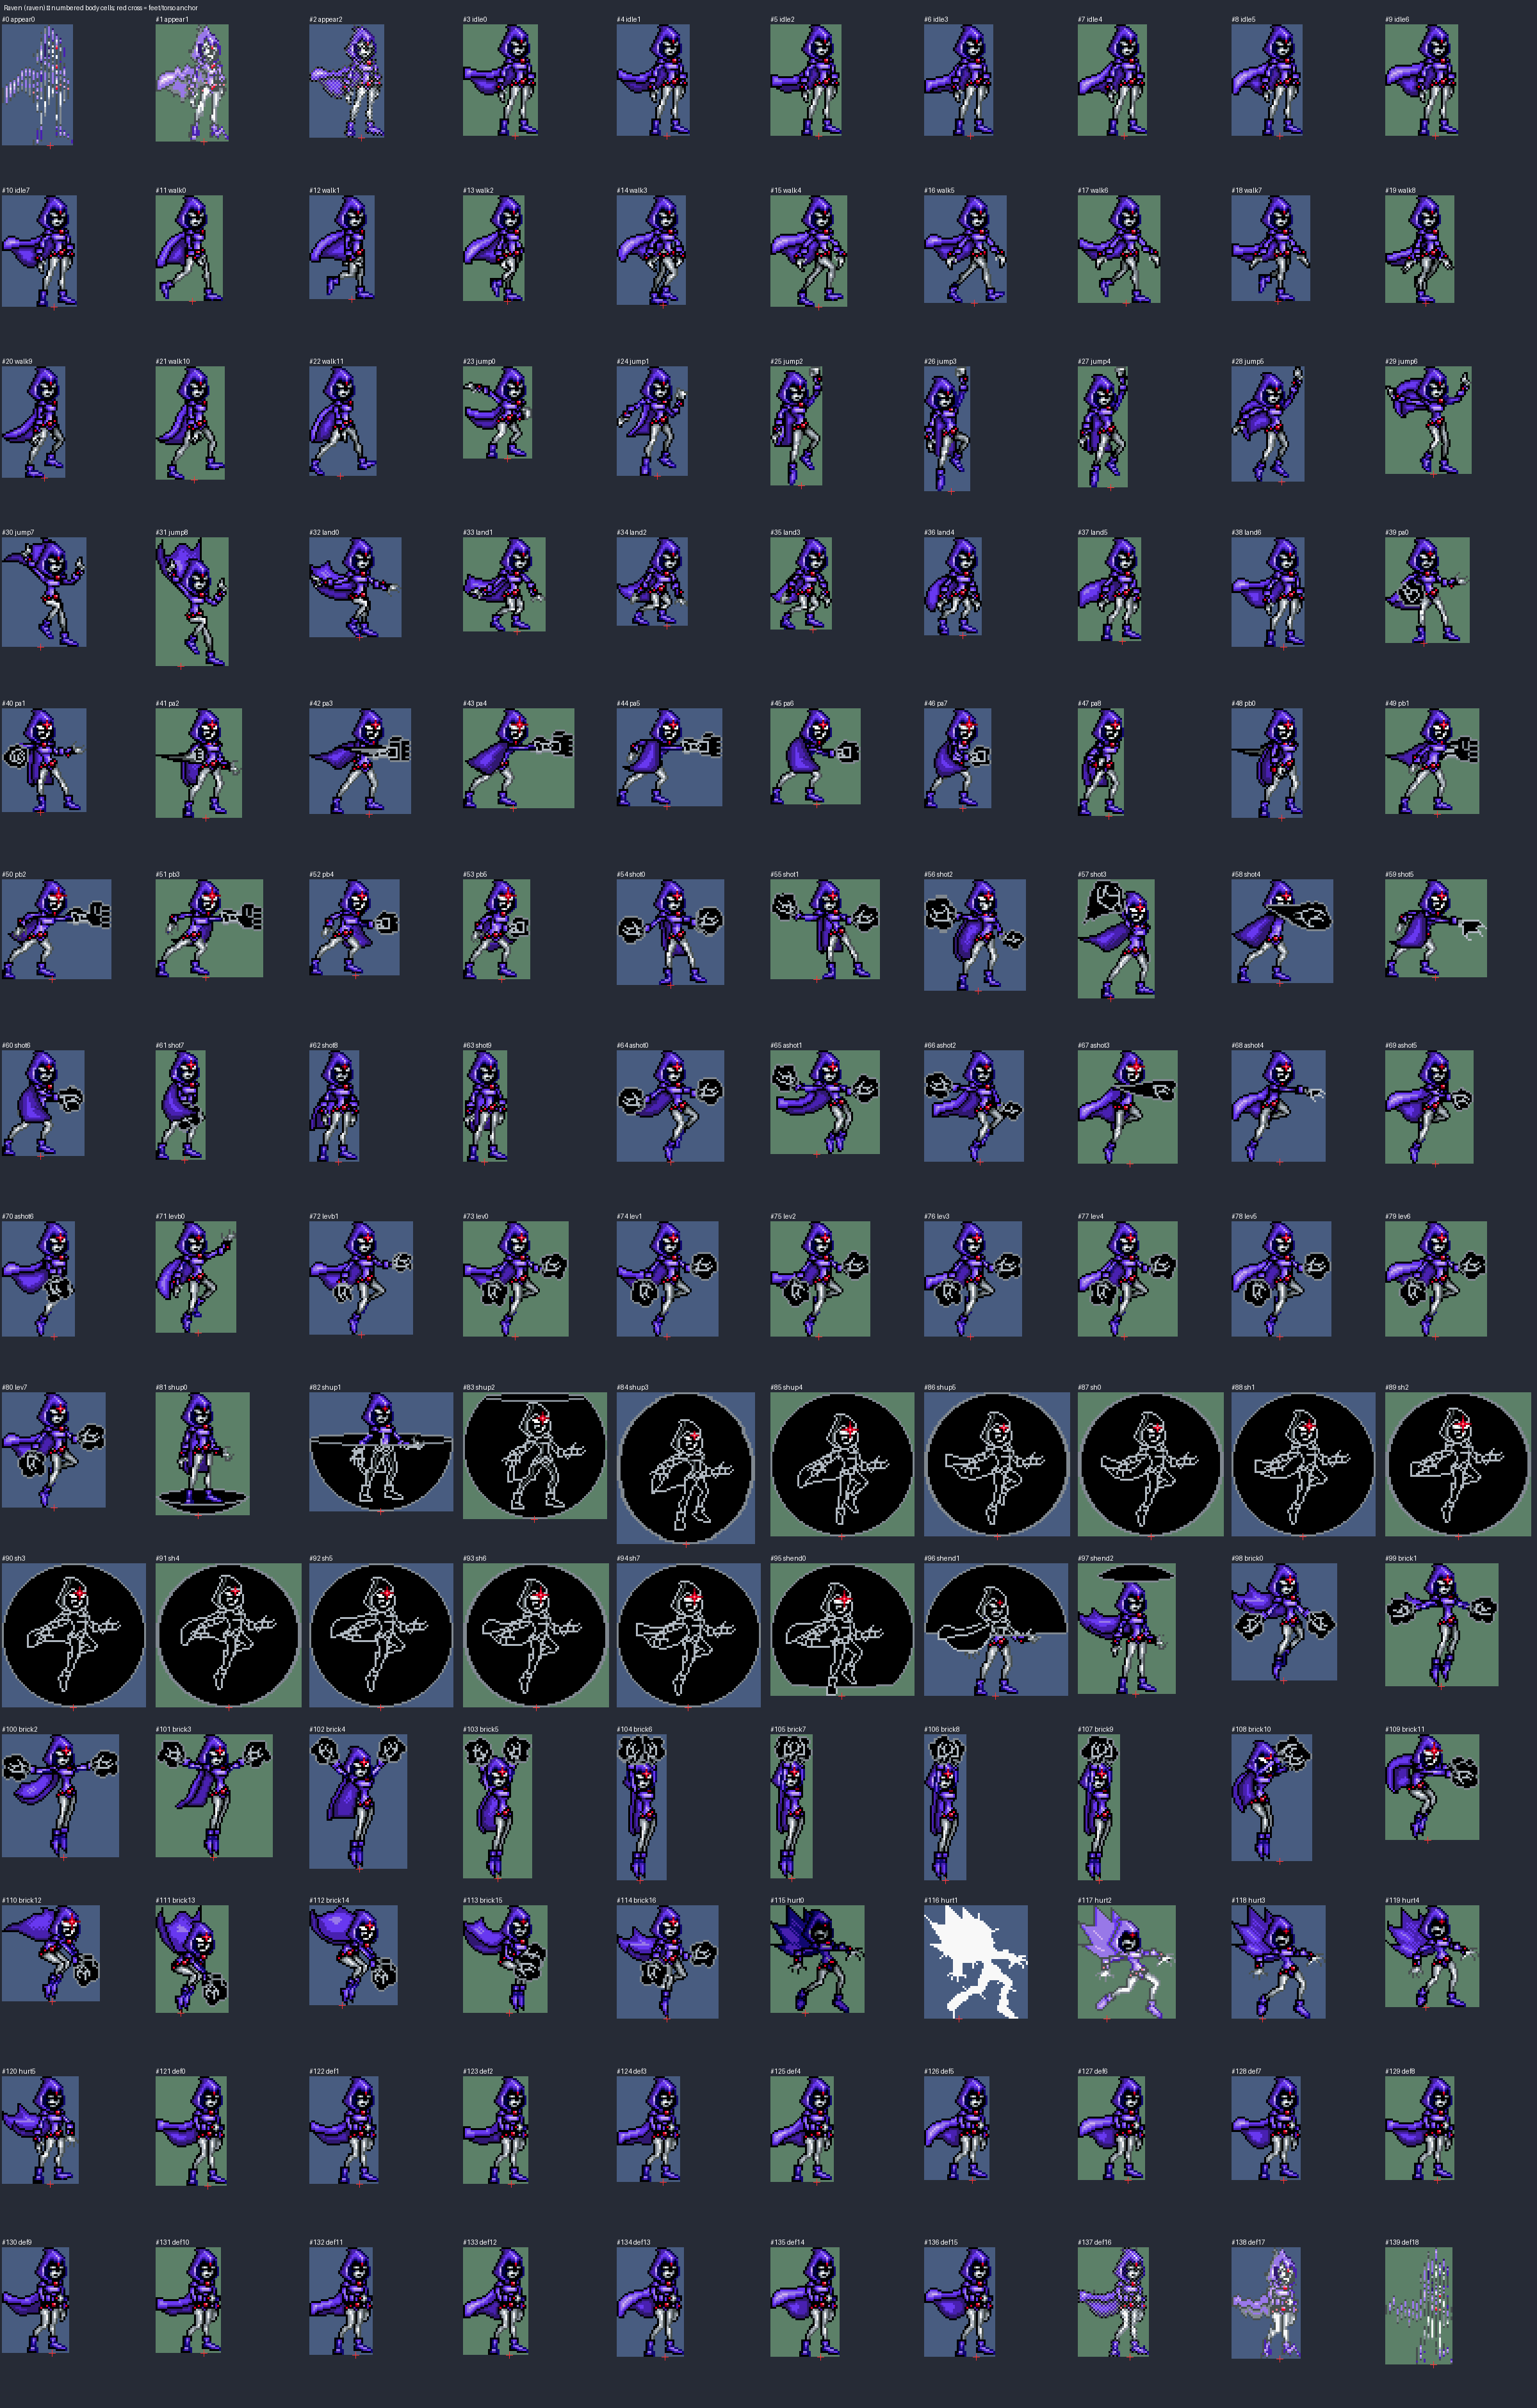 Raven (raven) □ numbered body cells; red cross = feet/torso anchor
#0 appear0 #1 appear1 #2 appear2 #3 idle0 #4 idle1 #5 idle2 #6 idle3 #7 idle4 #8 idle5 #9 idle6
#10 idle7 #11 walk0 #12 walk1 #13 walk2 #14 walk3 #15 walk4 #16 walk5 #17 walk6 #18 walk7 #19 walk8
#20 walk9 #21 walk10 #22 walk11 #23 jump0 #24 jump1 #25 jump2 #26 jump3 #27 jump4 #28 jump5 #29 jump6
#30 jump7 #31 jump8 #32 land0 #33 land1 #34 land2 #35 land3 #36 land4 #37 land5 #38 land6 #39 pa0
#40 pa1 #41 pa2 #42 pa3 #43 pa4 #44 pa5 #45 pa6 #46 pa7 #47 pa8 #48 pb0 #49 pb1
#50 pb2 #51 pb3 #52 pb4 #53 pb5 #54 shot0 #55 shot1 #56 shot2 #57 shot3 #58 shot4 #59 shot5
#60 shot6 #61 shot7 #62 shot8 #63 shot9 #64 ashot0 #65 ashot1 #66 ashot2 #67 ashot3 #68 ashot4 #69 ashot5
#70 ashot6 #71 levb0 #72 levb1 #73 lev0 #74 lev1 #75 lev2 #76 lev3 #77 lev4 #78 lev5 #79 lev6
#80 lev7 #81 shup0 #82 shup1 #83 shup2 #84 shup3 #85 shup4 #86 shup5 #87 sh0 #88 sh1 #89 sh2
#90 sh3 #91 sh4 #92 sh5 #93 sh6 #94 sh7 #95 shend0 #96 shend1 #97 shend2 #98 brick0 #99 brick1
#100 brick2 #101 brick3 #102 brick4 #103 brick5 #104 brick6 #105 brick7 #106 brick8 #107 brick9 #108 brick10 #109 brick11
#110 brick12 #111 brick13 #112 brick14 #113 brick15 #114 brick16 #115 hurt0 #116 hurt1 #117 hurt2 #118 hurt3 #119 hurt4
#120 hurt5 #121 def0 #122 def1 #123 def2 #124 def3 #125 def4 #126 def5 #127 def6 #128 def7 #129 def8
#130 def9 #131 def10 #132 def11 #133 def12 #134 def13 #135 def14 #136 def15 #137 def16 #138 def17 #139 def18